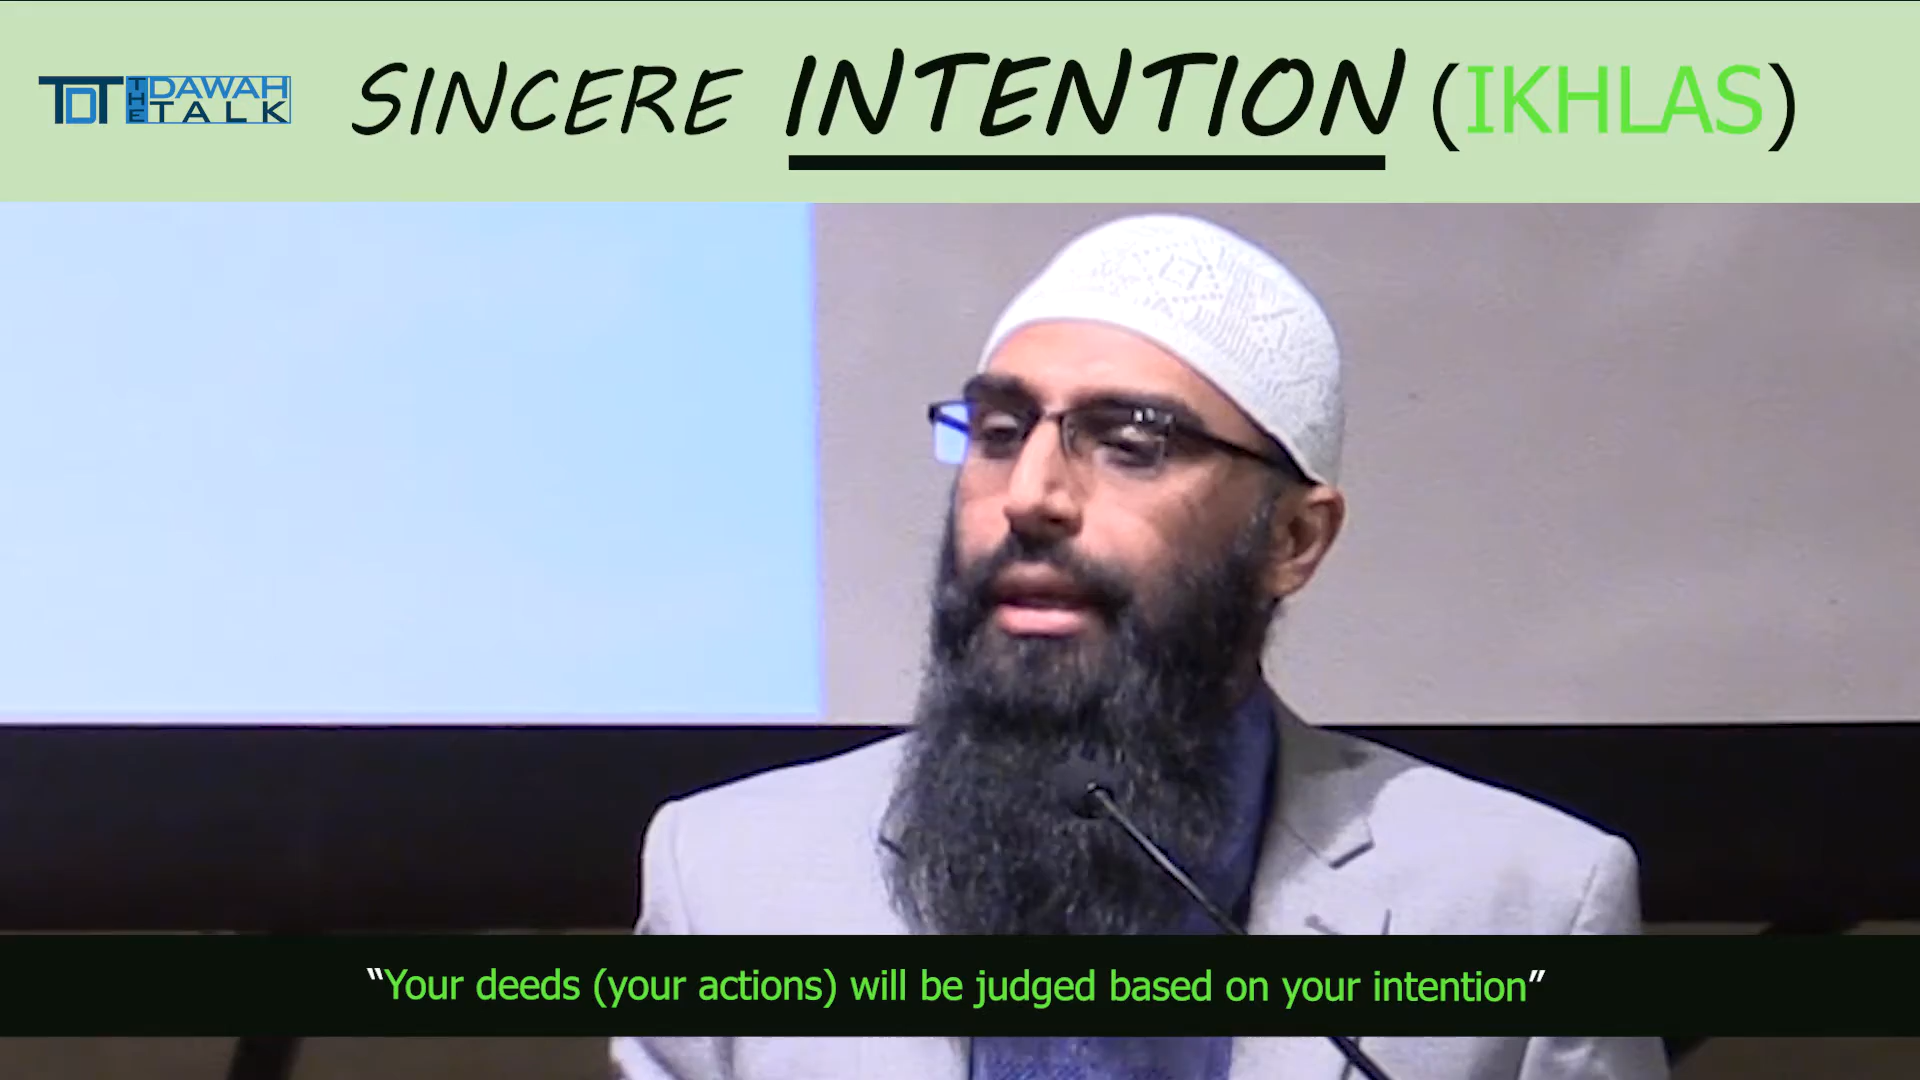 TDT THE DAWAH TALK
SINCERE INTENTION (IKHLAS)
“Your deeds (your actions) will be judged based on your intention”